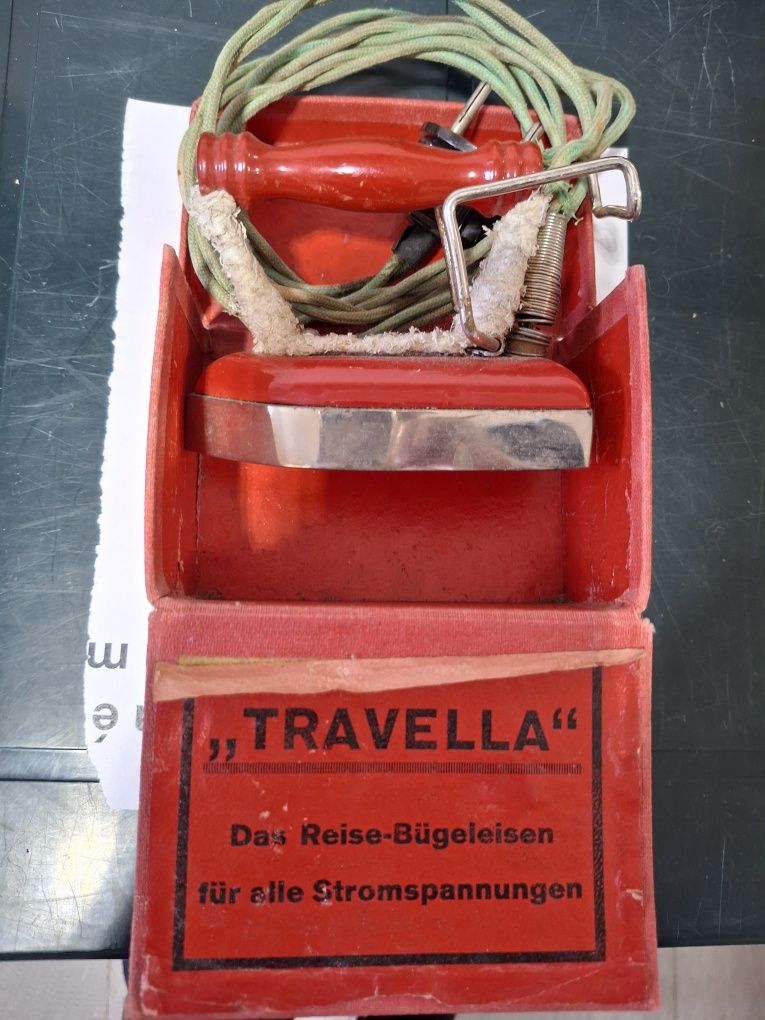 „TRAVELLA“
Das Reise-Bügeleisen
für alle Stromspannungen